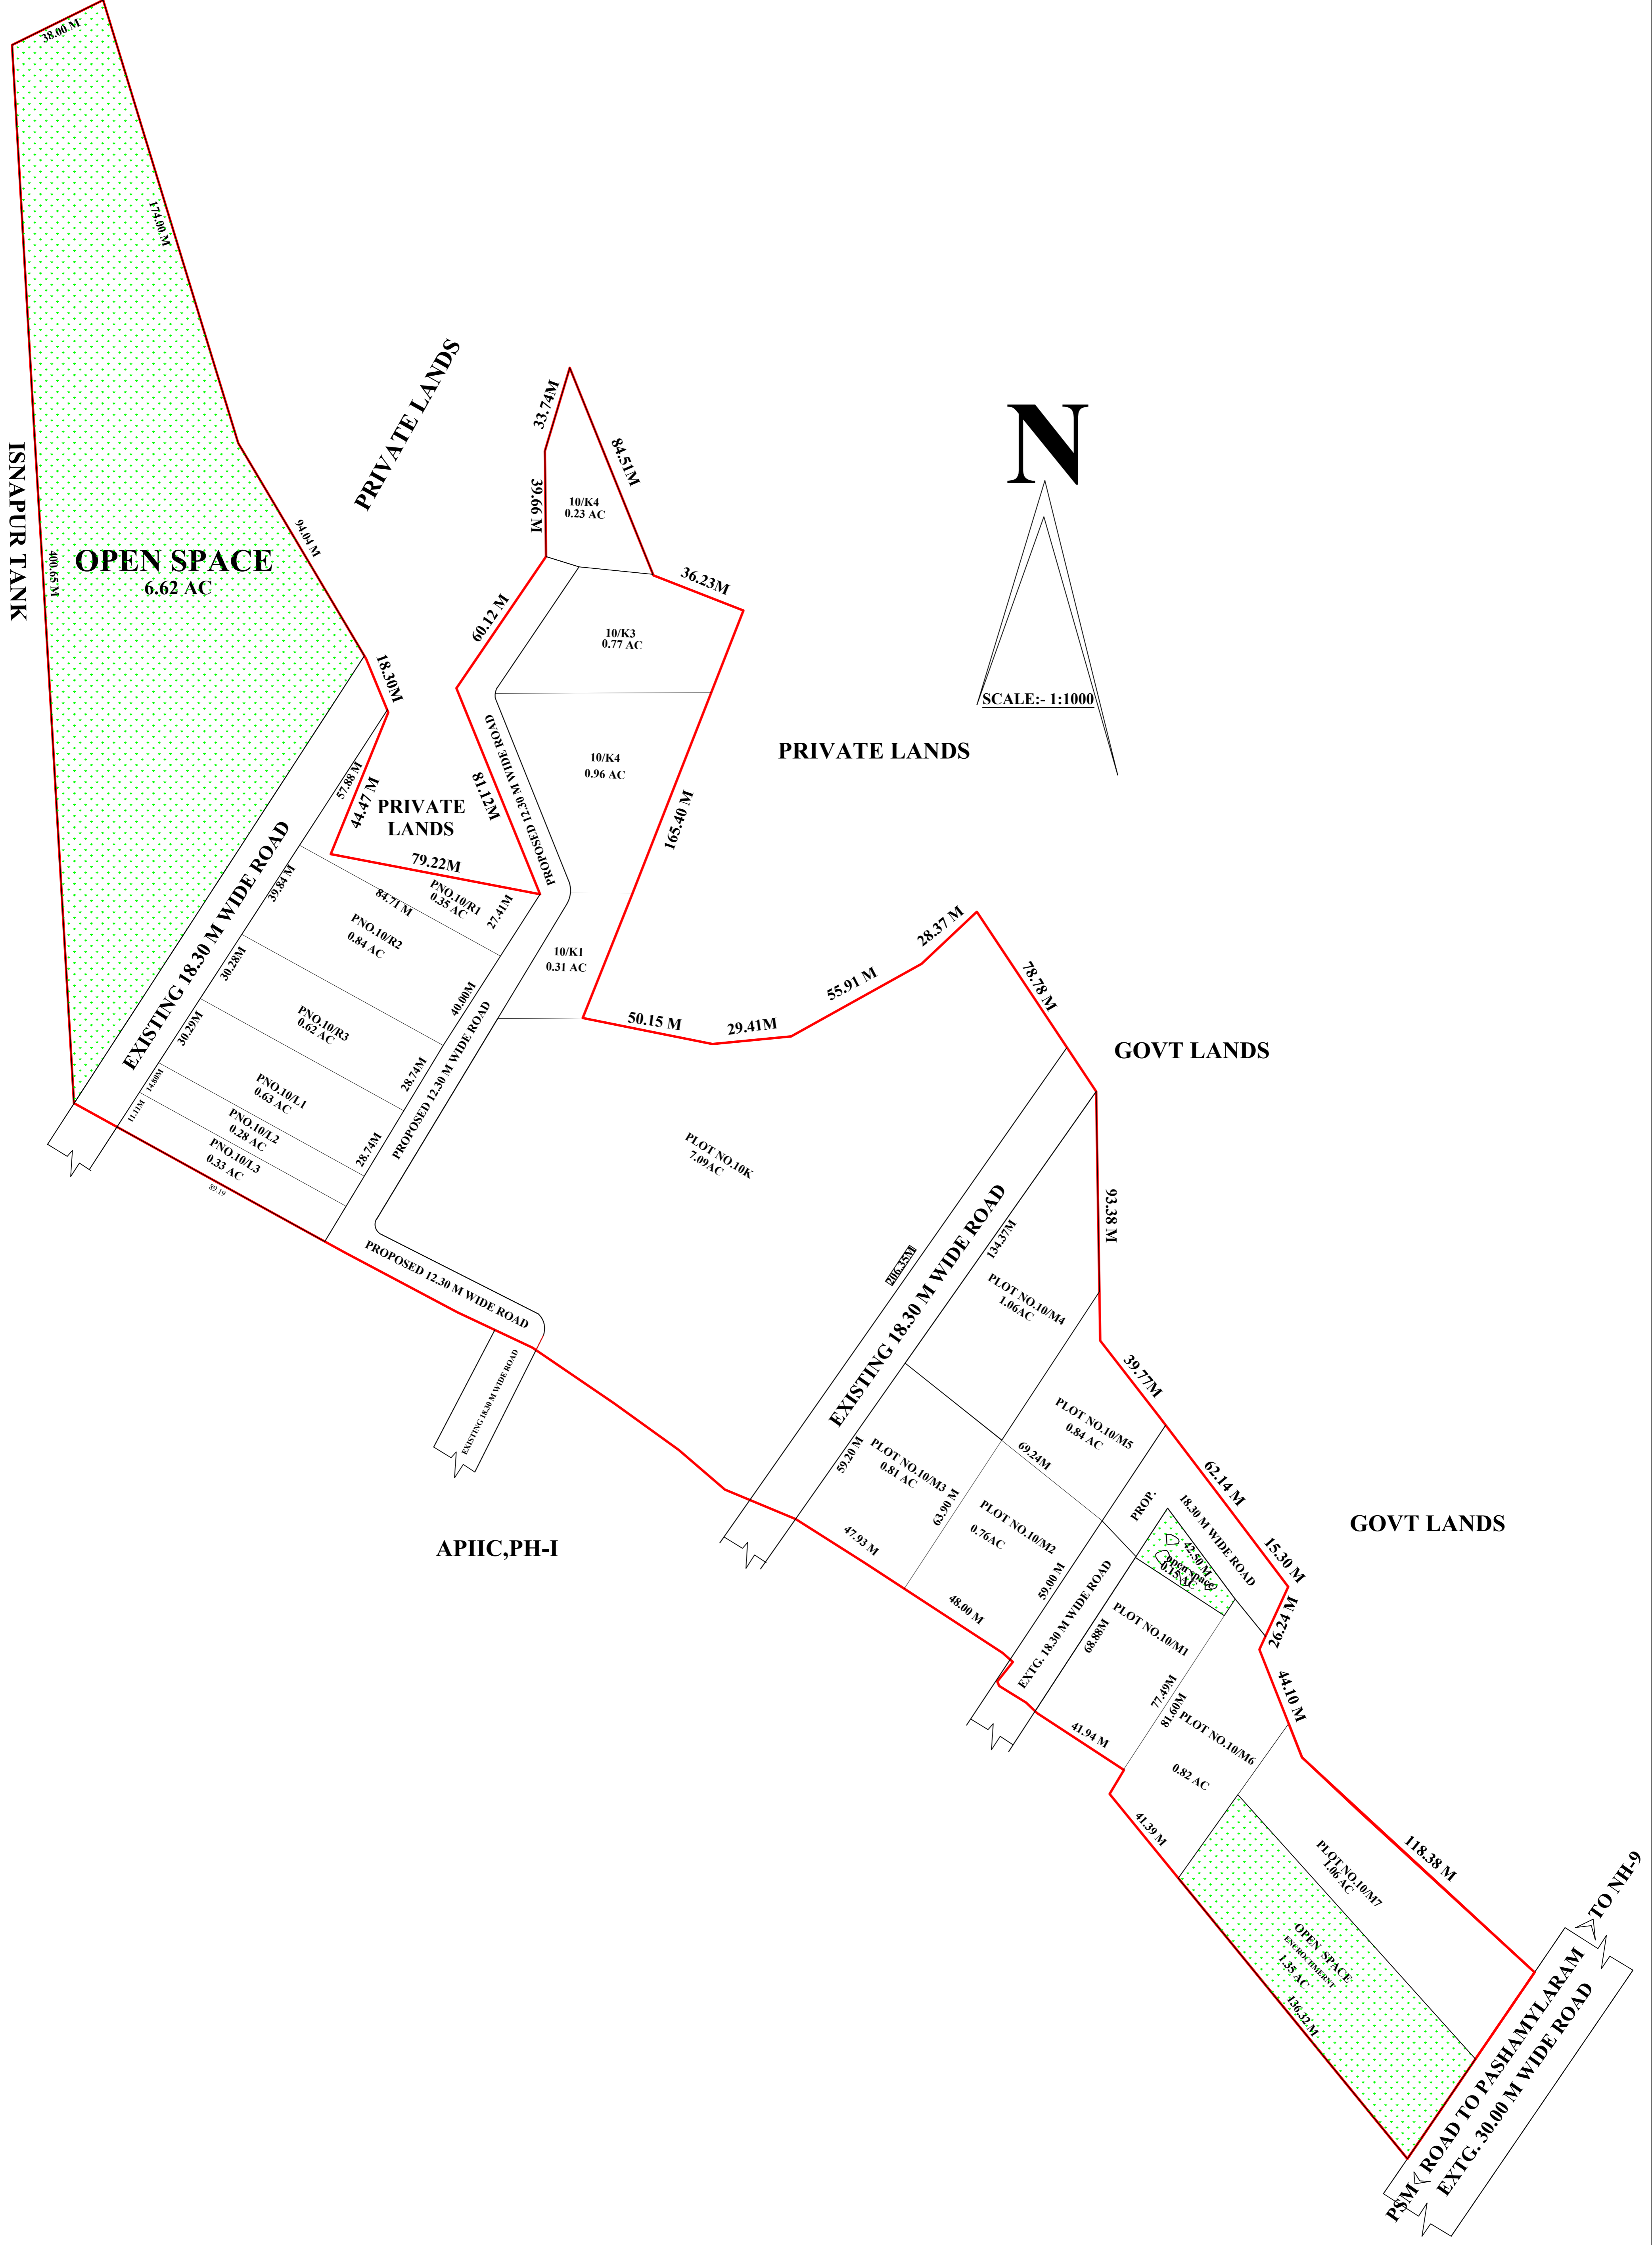 38.00 M
174.00 M
94.04 M
400.65 M
ISNAPUR TANK
OPEN SPACE
6.62 AC
PRIVATE LANDS
33.74M
84.51M
39.66 M
10/K4
0.23 AC
36.23M
60.12 M
10/K3
0.77 AC
N
SCALE:- 1:1000
18.30M
57.88 M
44.47 M
PRIVATE
LANDS
79.22M
81.12M
PROPOSED 12.30 M WIDE ROAD
10/K4
0.96 AC
165.40 M
PRIVATE LANDS
EXISTING 18.30 M WIDE ROAD
39.84 M
84.71 M
PNO.10/R1
0.35 AC
27.41M
PNO.10/R2
0.84 AC
10/K1
0.31 AC
30.28M
40.00M
PNO.10/R3
0.62 AC
30.29M
28.74M
PROPOSED 12.30 M WIDE ROAD
PNO.10/L1
0.63 AC
14.80M
PNO.10/L2
0.28 AC
11.11M
28.74M
PNO.10/L3
0.33 AC
89.19
50.15 M
29.41M
55.91 M
28.37 M
78.78 M
GOVT LANDS
PLOT NO.10K
7.09AC
PROPOSED 12.30 M WIDE ROAD
EXISTING 18.30 M WIDE ROAD
206.35M
EXISTING 18.30 M WIDE ROAD
134.37M
93.38 M
PLOT NO.10/M4
1.06AC
39.77M
PLOT NO.10/M5
0.84 AC
59.20 M
PLOT NO.10/M3
0.81 AC
69.24M
63.90 M
62.14 M
PROP.
18.30 M WIDE ROAD
GOVT LANDS
APIIC,PH-I
47.93 M
PLOT NO.10/M2
0.76AC
42.50 M
open space
0.15 AC
15.30 M
59.00 M
48.00 M
EXTG. 18.30 M WIDE ROAD
68.88M
PLOT NO.10/M1
26.24 M
77.49M
81.60M
44.10 M
41.94 M
PLOT NO.10/M6
0.82 AC
41.39 M
118.38 M
PLOT NO.10/M7
1.06 AC
OPEN SPACE
ENCROCHMERNT
1.35 AC
136.32 M
TO NH-9
ROAD TO PASHAMYLARAM
EXTG. 30.00 M WIDE ROAD
PSM